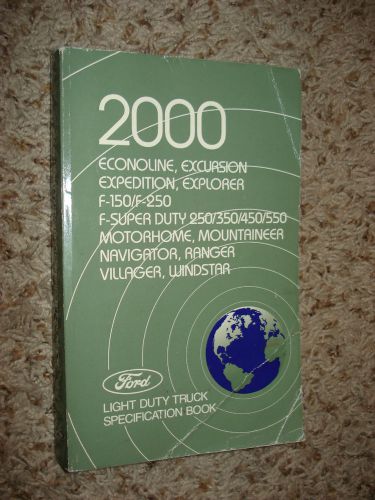 2000
ECONOLINE, EXCURSION
EXPEDITION, EXPLORER
F-150/F-250
F-SUPER DUTY 250/350/450/550
MOTORHOME, MOUNTAINEER
NAVIGATOR, RANGER
VILLAGER, WINDSTAR
Ford
LIGHT DUTY TRUCK
SPECIFICATION BOOK